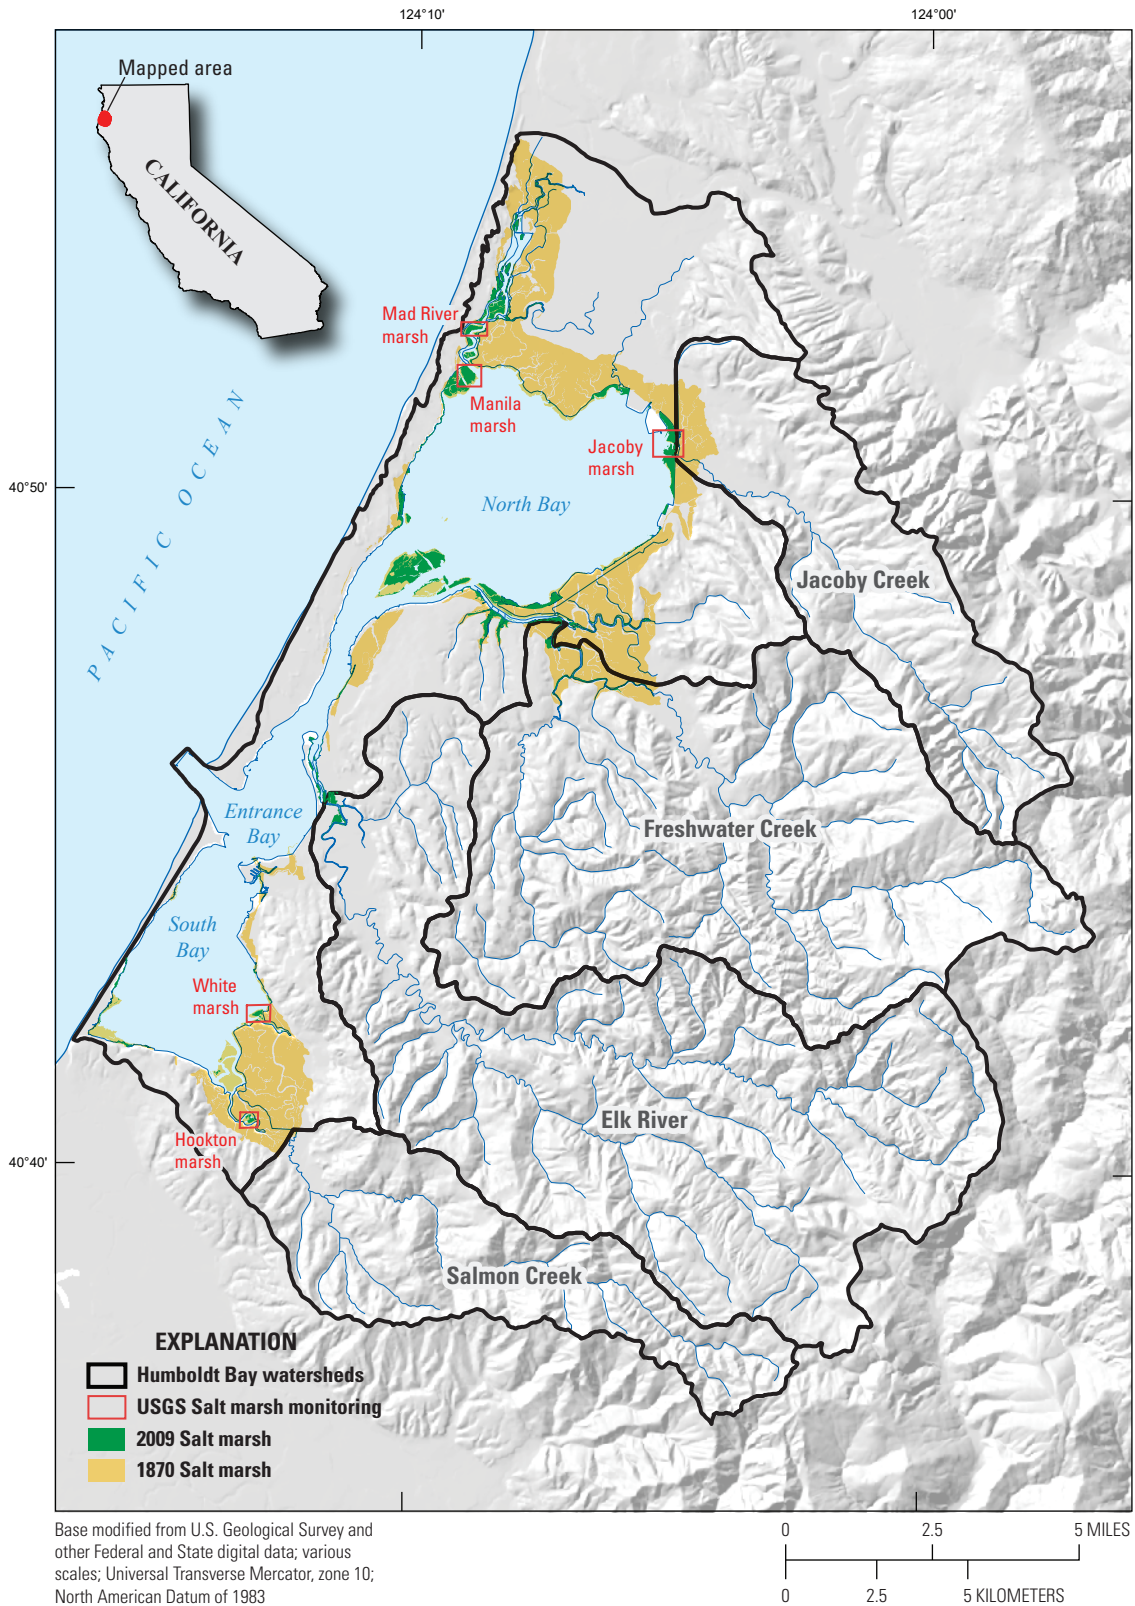 124°10'
124°00'
Mapped area
CALIFORNIA
PACIFIC OCEAN
Mad River
marsh
Manila
marsh
Jacoby
marsh
40°50'
North Bay
Jacoby Creek
Entrance
Bay
Freshwater Creek
South
Bay
White
marsh
Elk River
Hookton
marsh
40°40'
Salmon Creek
EXPLANATION
Humboldt Bay watersheds
USGS Salt marsh monitoring
2009 Salt marsh
1870 Salt marsh
Base modified from U.S. Geological Survey and
other Federal and State digital data; various
scales; Universal Transverse Mercator, zone 10;
North American Datum of 1983
0 2.5 5 MILES
0 2.5 5 KILOMETERS